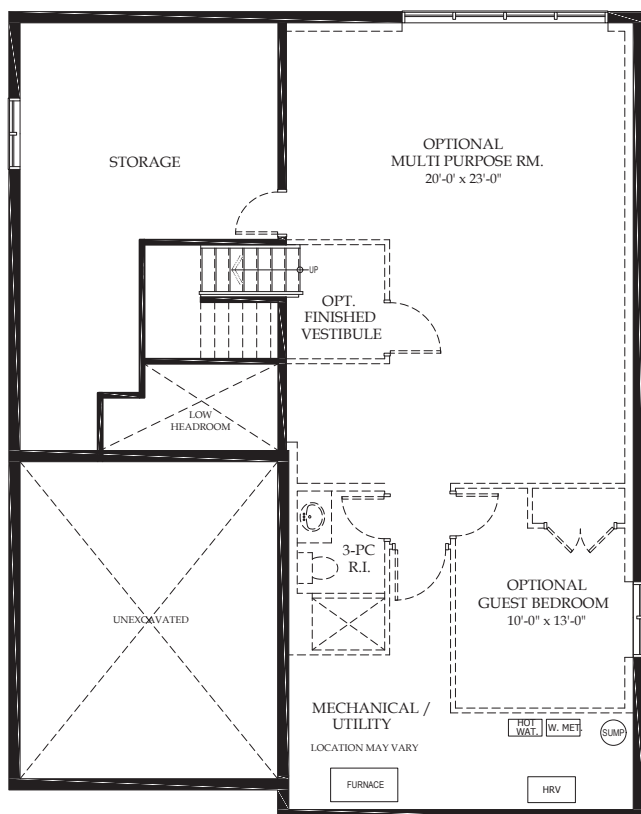 OPTIONAL
MULTI PURPOSE RM.
20'-0' x 23'-0"
STORAGE
UP
OPT.
FINISHED
VESTIBULE
LOW
HEADROOM
3-PC
R.I.
OPTIONAL
GUEST BEDROOM
10'-0" x 13'-0"
UNEXCAVATED
MECHANICAL /
UTILITY
LOCATION MAY VARY
HOT
WAT.
W. MET.
SUMP
FURNACE
HRV